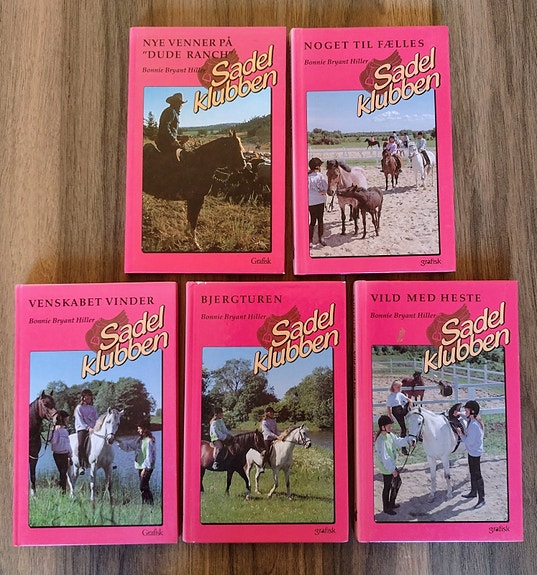 NYE VENNER PÅ
"DUDE RANCH"
Bonnie Bryant Hiller
Sadel
klubben
Grafisk
NOGET TIL FÆLLES
Bonnie Bryant Hiller
Sadel
klubben
grafisk
VENSKABET VINDER
Bonnie Bryant Hiller
Sadel
klubben
Grafisk
BJERGTUREN
Bonnie Bryant Hiller
Sadel
klubben
grafisk
VILD MED HESTE
Bonnie Bryant Hiller
Sadel
klubben
grafisk